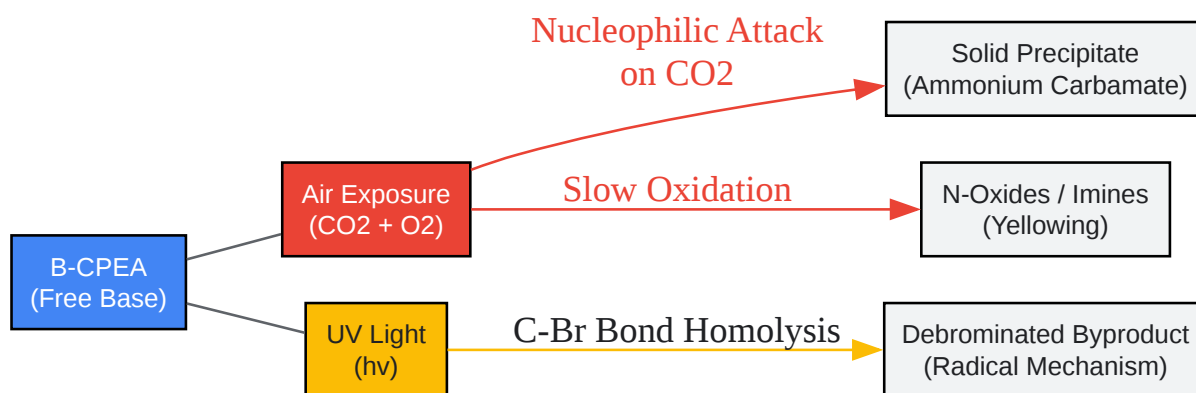 Nucleophilic Attack
on CO2
Solid Precipitate
(Ammonium Carbamate)
Air Exposure
(CO2 + O2)
Slow Oxidation
N-Oxides / Imines
(Yellowing)
B-CPEA
(Free Base)
UV Light
(hv)
C-Br Bond Homolysis
Debrominated Byproduct
(Radical Mechanism)